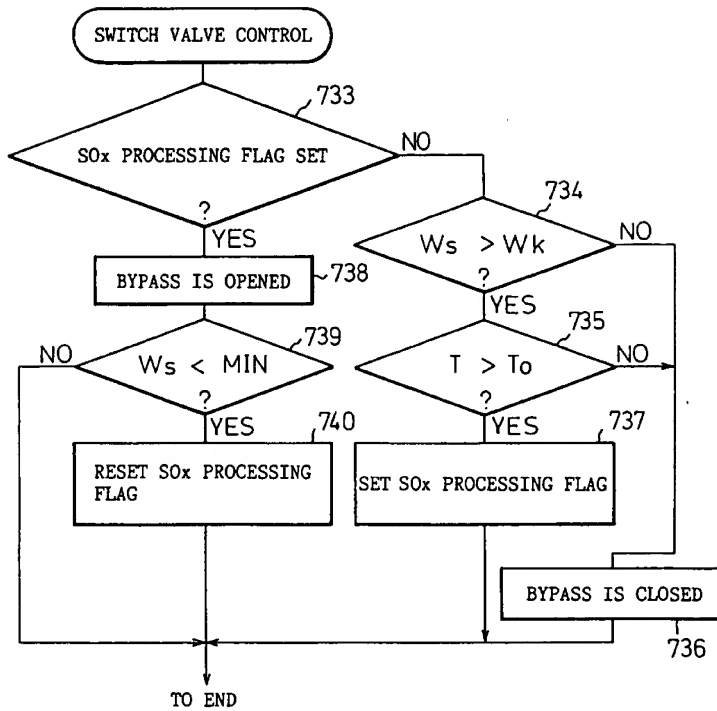 SWITCH VALVE CONTROL
733
SOx PROCESSING FLAG SET
?
NO
YES
734
Ws > Wk
?
NO
YES
BYPASS IS OPENED
738
739
NO
Ws < MIN
?
YES
735
T > To
?
NO
YES
740
RESET SOx PROCESSING
FLAG
737
SET SOx PROCESSING FLAG
BYPASS IS CLOSED
736
TO END